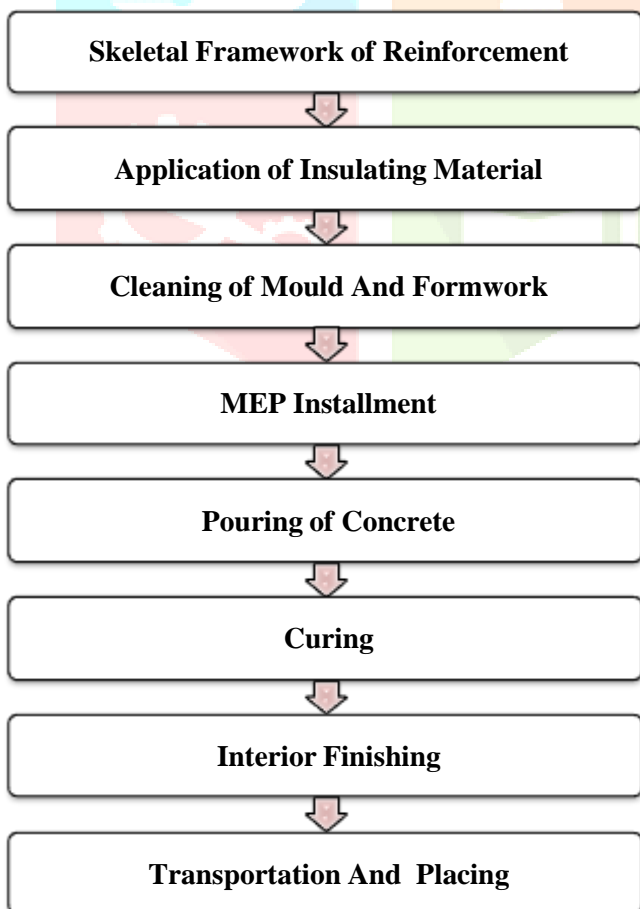 Skeletal Framework of Reinforcement
Application of Insulating Material
Cleaning of Mould And Formwork
MEP Installment
Pouring of Concrete
Curing
Interior Finishing
Transportation And Placing